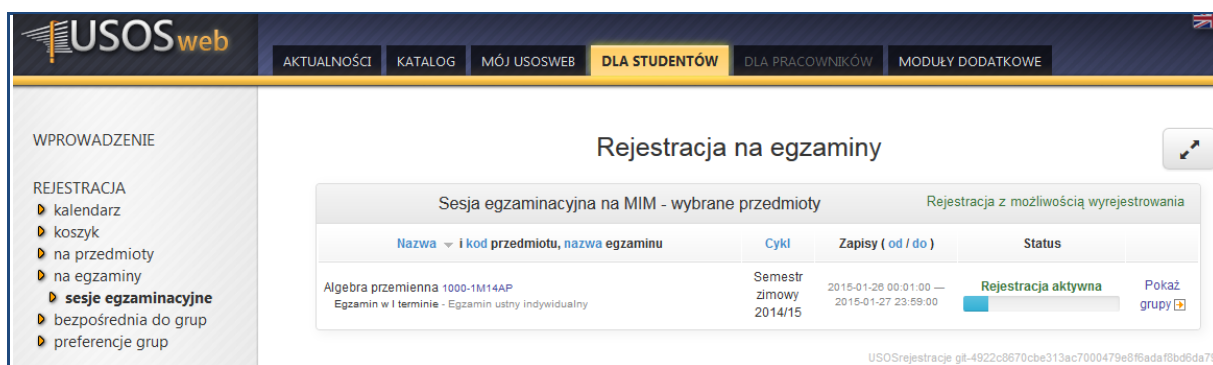 USOSweb
AKTUALNOŚCI KATALOG MÓJ USOSWEB DLA STUDENTÓW DLA PRACOWNIKÓW MODUŁY DODATKOWE
WPROWADZENIE
REJESTRACJA
kalendarz
koszyk
na przedmioty
na egzaminy
sesje egzaminacyjne
bezpośrednia do grup
preferencje grup
Rejestracja na egzaminy
Sesja egzaminacyjna na MIM - wybrane przedmioty Rejestracja z możliwością wyrejestrowania
Nazwa i kod przedmiotu, nazwa egzaminu Cykl Zapisy ( od / do ) Status
Algebra przemienna 1000-1M14AP
Egzamin w I terminie - Egzamin ustny indywidualny
Semestr
zimowy
2014/15
2015-01-26 00:01:00 —
2015-01-27 23:59:00
Rejestracja aktywna
Pokaż
grupy
USOSrejestracje git-4922c8670cbe313ac7000479e8f6adaf8bd6da79